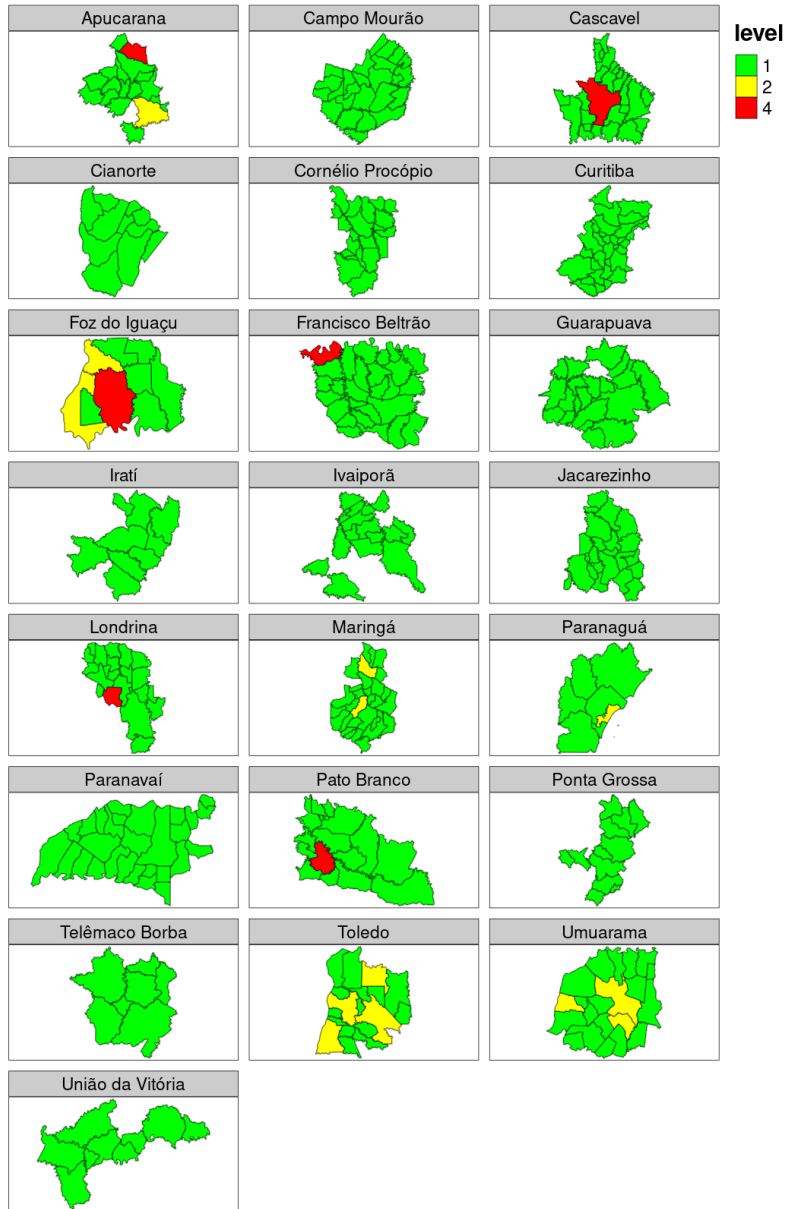 Apucarana
Campo Mourão
Cascavel
level
1
2
4
Cianorte
Cornélio Procópio
Curitiba
Foz do Iguaçu
Francisco Beltrão
Guarapuava
Iratí
Ivaiporã
Jacarezinho
Londrina
Maringá
Paranaguá
Paranavaí
Pato Branco
Ponta Grossa
Telêmaco Borba
Toledo
Umuarama
União da Vitória